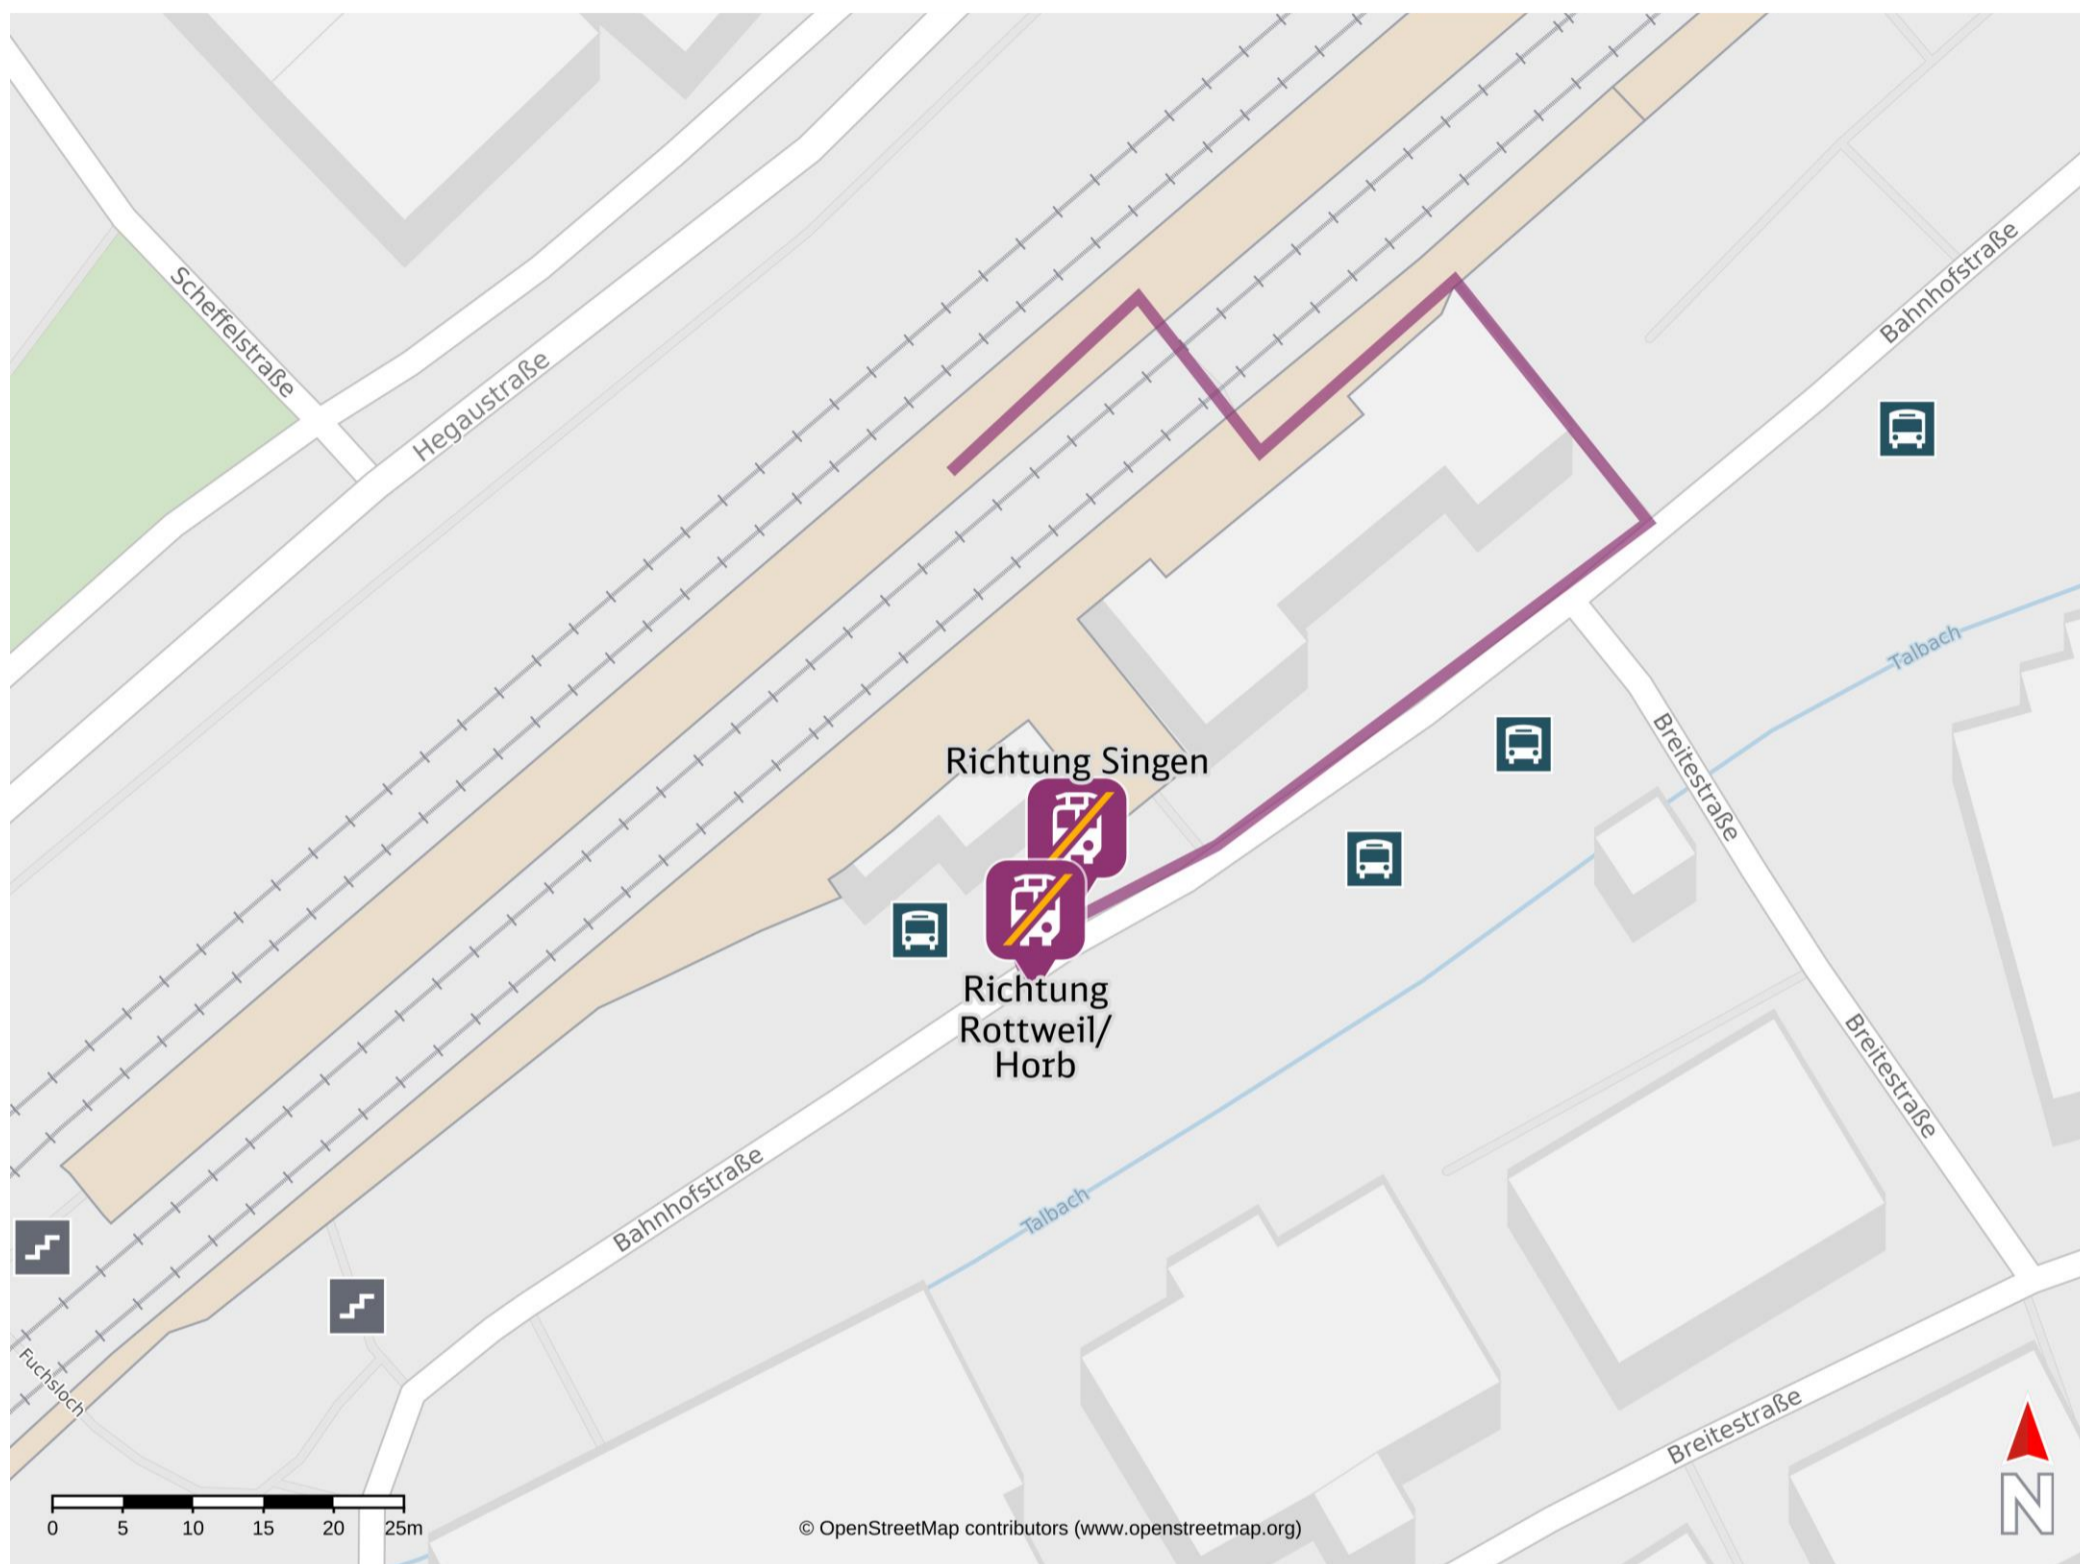 Scheffelstraße
Hegaustraße
Bahnhofstraße
Talbach
Breitestraße
Richtung Singen
Richtung
Rottweil/
Horb
Breitestraße
Bahnhofstraße
Talbach
Fuchsloch
Breitestraße
0 5 10 15 20 25m
© OpenStreetMap contributors (www.openstreetmap.org)
N